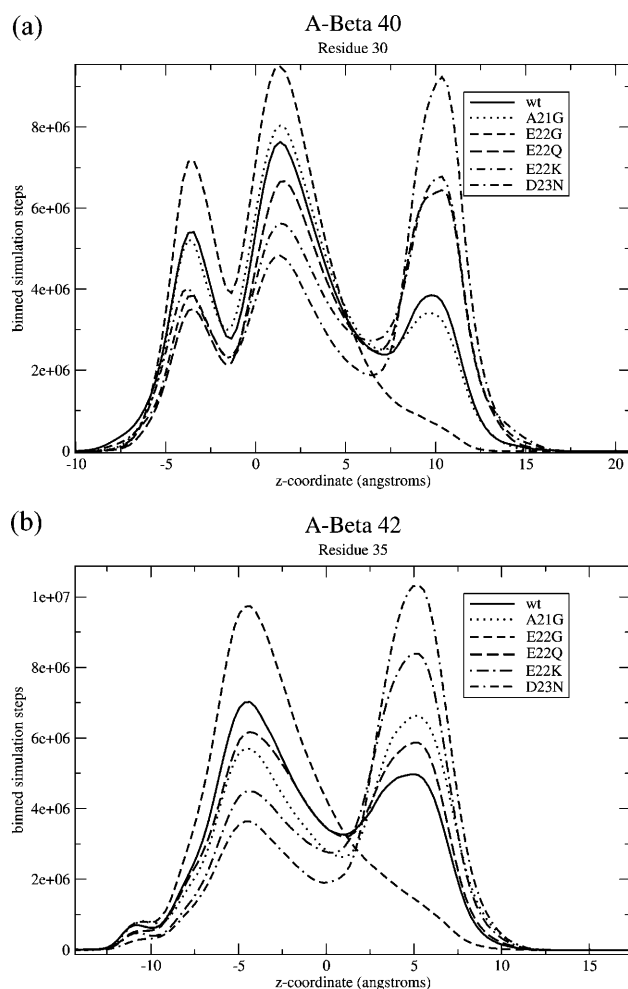 (a)
A-Beta 40
Residue 30
8e+06
6e+06
4e+06
2e+06
0
binned simulation steps
wt
A21G
E22G
E22Q
E22K
D23N
-10 -5 0 5 10 15 20
z-coordinate (angstroms)
(b)
A-Beta 42
Residue 35
1e+07
8e+06
6e+06
4e+06
2e+06
0
binned simulation steps
wt
A21G
E22G
E22Q
E22K
D23N
-10 -5 0 5 10 15
z-coordinate (angstroms)